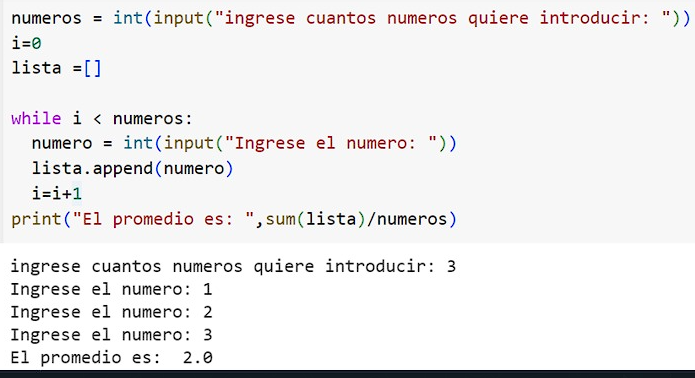 numeros = int(input("ingrese cuantos numeros quiere introducir: "))
i=0
lista =[]

while i < numeros:
  numero = int(input("Ingrese el numero: "))
  lista.append(numero)
  i=i+1
print("El promedio es: ",sum(lista)/numeros)
ingrese cuantos numeros quiere introducir: 3
Ingrese el numero: 1
Ingrese el numero: 2
Ingrese el numero: 3
El promedio es:  2.0